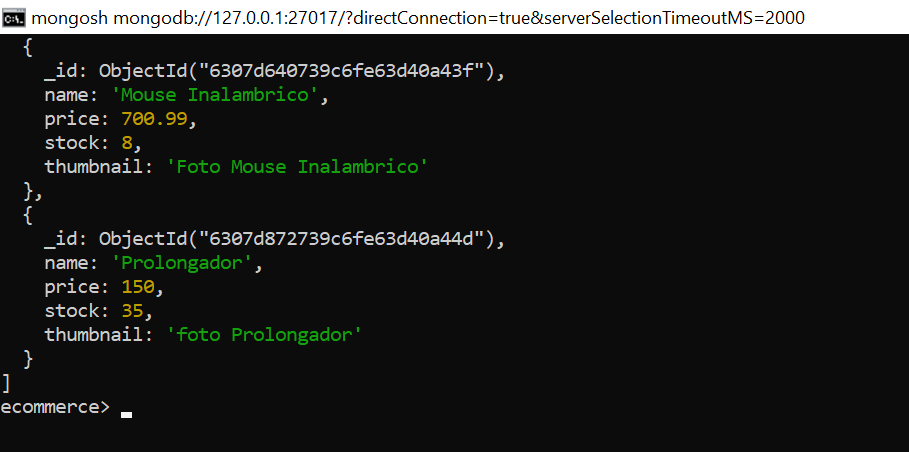 mongosh mongodb://127.0.0.1:27017/?directConnection=true&serverSelectionTimeoutMS=2000
{
_id: ObjectId("6307d640739c6fe63d40a43f"),
name: 'Mouse Inalambrico',
price: 700.99,
stock: 8,
thumbnail: 'Foto Mouse Inalambrico'
},
{
_id: ObjectId("6307d872739c6fe63d40a44d"),
name: 'Prolongador',
price: 150,
stock: 35,
thumbnail: 'foto Prolongador'
}
]
ecommerce>